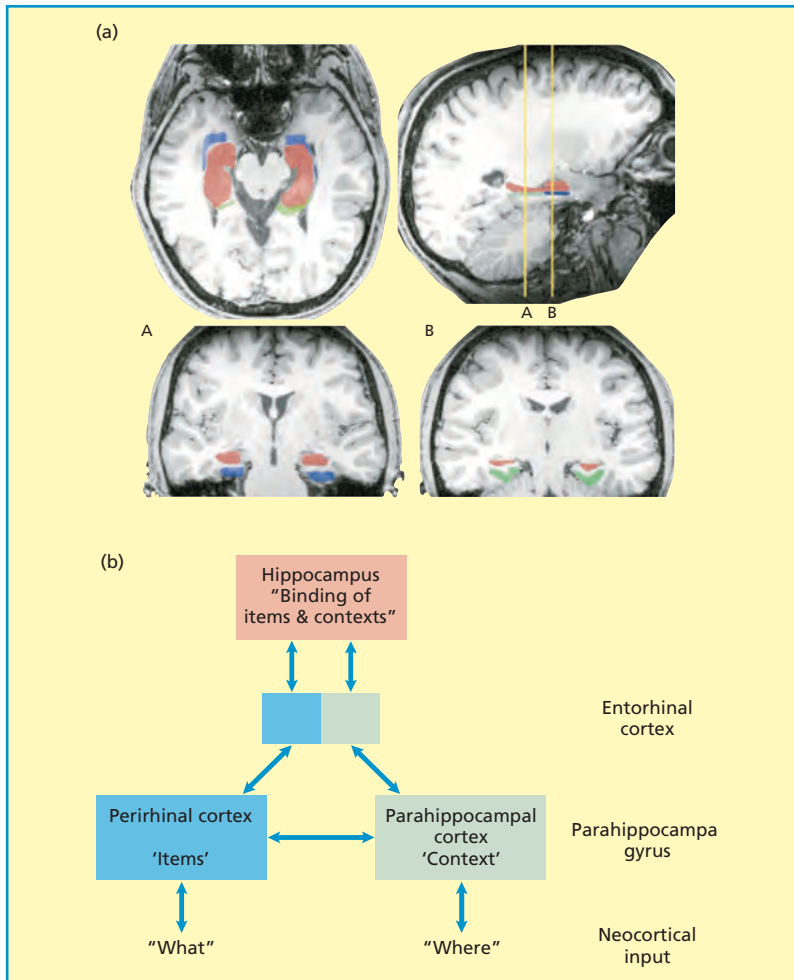 (a)
A B
A
B
(b)
Hippocampus
“Binding of
items & contexts”
Entorhinal
cortex
Perirhinal cortex
‘Items’
Parahippocampal
cortex
‘Context’
Parahippocampa
gyrus
“What”
“Where”
Neocortical
input